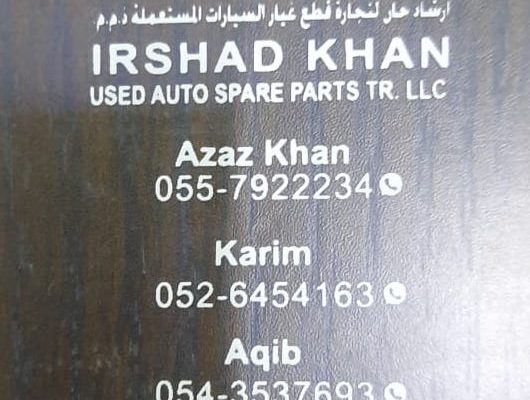 ارشاد خان لتجارة قطع غيار السيارات المستعملة ذ.م.م
IRSHAD KHAN
USED AUTO SPARE PARTS TR. LLC
Azaz Khan
055-7922234
Karim
052-6454163
Aqib
054-3537693